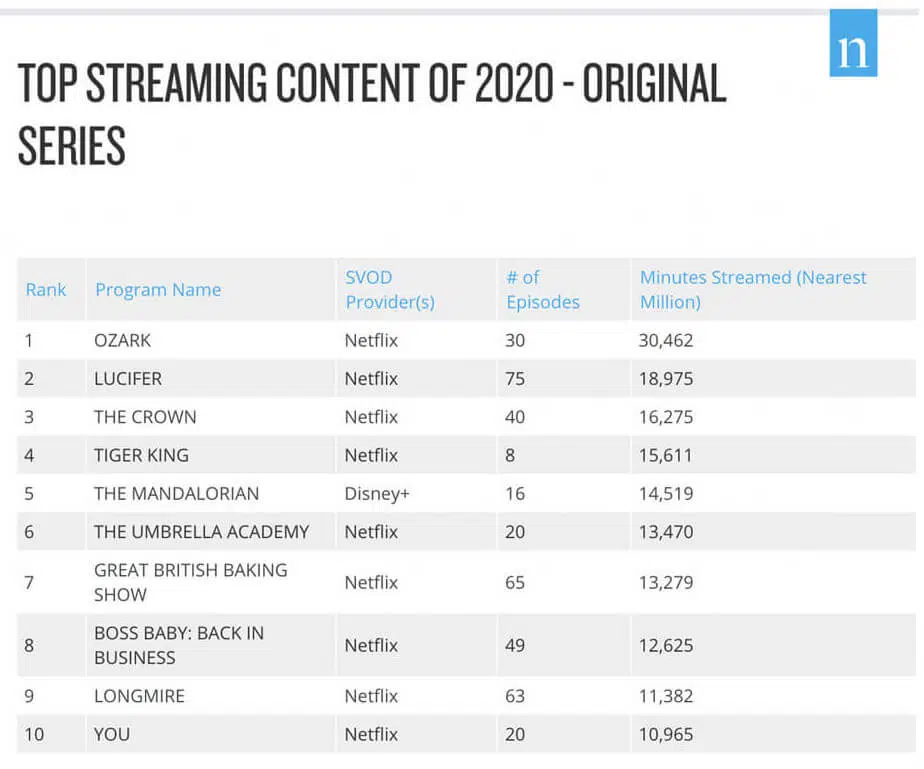 n
TOP STREAMING CONTENT OF 2020 - ORIGINAL
SERIES
Rank Program Name SVOD Provider(s) # of Episodes Minutes Streamed (Nearest Million)
1 OZARK Netflix 30 30,462
2 LUCIFER Netflix 75 18,975
3 THE CROWN Netflix 40 16,275
4 TIGER KING Netflix 8 15,611
5 THE MANDALORIAN Disney+ 16 14,519
6 THE UMBRELLA ACADEMY Netflix 20 13,470
7 GREAT BRITISH BAKING SHOW Netflix 65 13,279
8 BOSS BABY: BACK IN BUSINESS Netflix 49 12,625
9 LONGMIRE Netflix 63 11,382
10 YOU Netflix 20 10,965